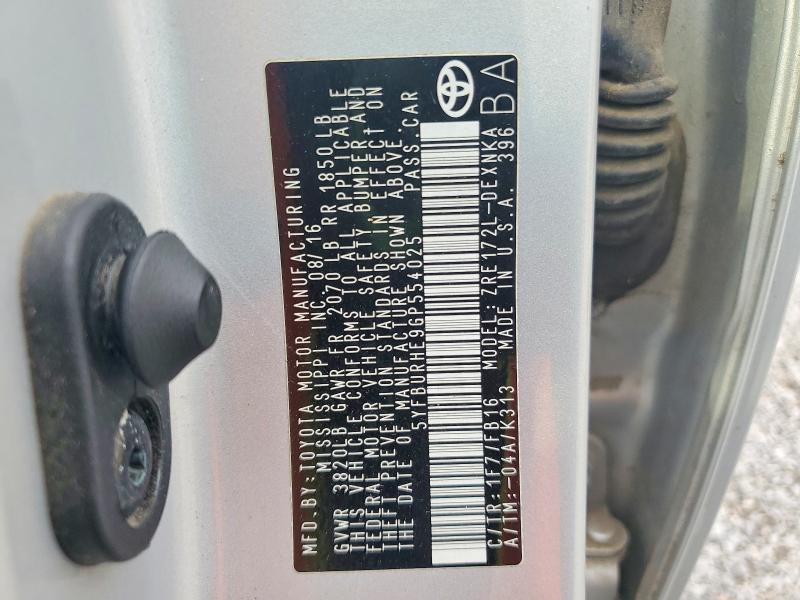 MFD. BY: TOYOTA MOTOR MANUFACTURING
MISSISSIPPI INC. 08/16
GVWR 3820LB GAWR FR 2070 LB RR 1850 LB
THIS VEHICLE CONFORMS TO ALL APPLICABLE
FEDERAL MOTOR VEHICLE SAFETY, BUMPER, AND
THEFT PREVENTION STANDARDS IN EFFECT ON
THE DATE OF MANUFACTURE SHOWN ABOVE.
5YFBURHE9GP554025 PASS. CAR
C/TR: 1F7/FB16 MODEL: ZRE172L-DEXNKA
A/TM: -04A/K313 MADE IN U.S.A. 396
BA